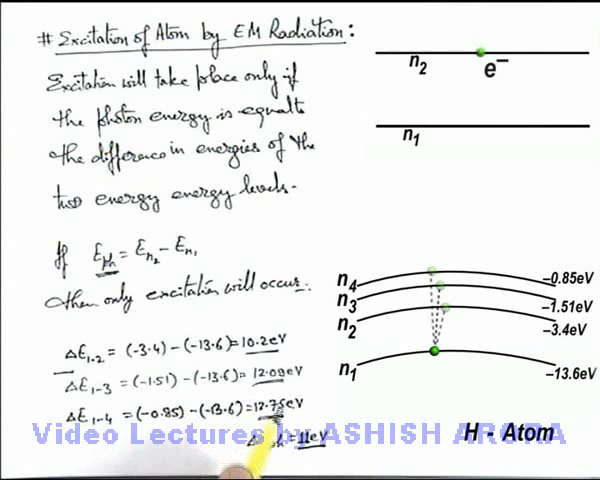 # Excitation of Atom by EM Radiation:
Excitation will take place only if
the photon energy is equal to
the difference in energies of the
two energy energy levels.
If Eph = En2 - En1
then only excitation will occur.
ΔE1-2 = (-3.4) - (-13.6) = 10.2eV
ΔE1-3 = (-1.51) - (-13.6) = 12.09eV
ΔE1-4 = (-0.85) - (-13.6) = 12.75eV
= 11eV
n2
e−
n1
n4 −0.85eV
n3 −1.51eV
n2 −3.4eV
n1 −13.6eV
H - Atom
Video Lectures by ASHISH ARORA